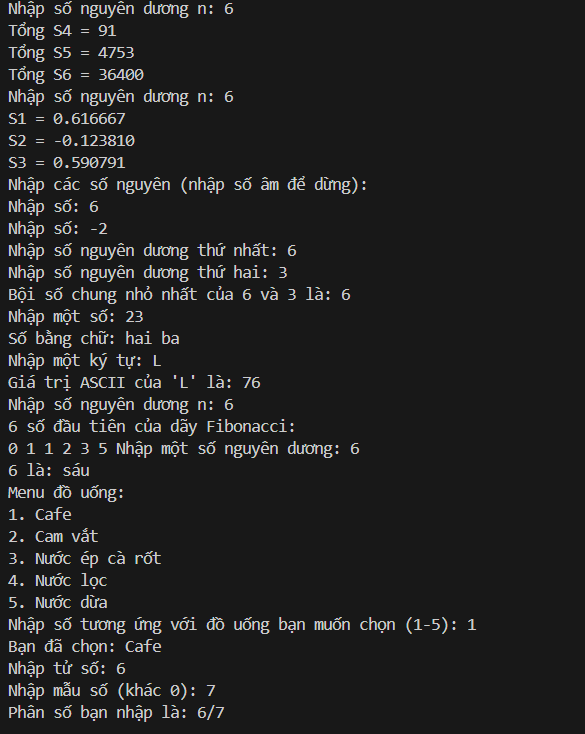 Nhập số nguyên dương n: 6
Tổng S4 = 91
Tổng S5 = 4753
Tổng S6 = 36400
Nhập số nguyên dương n: 6
S1 = 0.616667
S2 = -0.123810
S3 = 0.590791
Nhập các số nguyên (nhập số âm để dừng):
Nhập số: 6
Nhập số: -2
Nhập số nguyên dương thứ nhất: 6
Nhập số nguyên dương thứ hai: 3
Bội số chung nhỏ nhất của 6 và 3 là: 6
Nhập một số: 23
Số bằng chữ: hai ba
Nhập một ký tự: L
Giá trị ASCII của 'L' là: 76
Nhập số nguyên dương n: 6
6 số đầu tiên của dãy Fibonacci:
0 1 1 2 3 5 Nhập một số nguyên dương: 6
6 là: sáu
Menu đồ uống:
1. Cafe
2. Cam vắt
3. Nước ép cà rốt
4. Nước lọc
5. Nước dừa
Nhập số tương ứng với đồ uống bạn muốn chọn (1-5): 1
Bạn đã chọn: Cafe
Nhập tử số: 6
Nhập mẫu số (khác 0): 7
Phân số bạn nhập là: 6/7